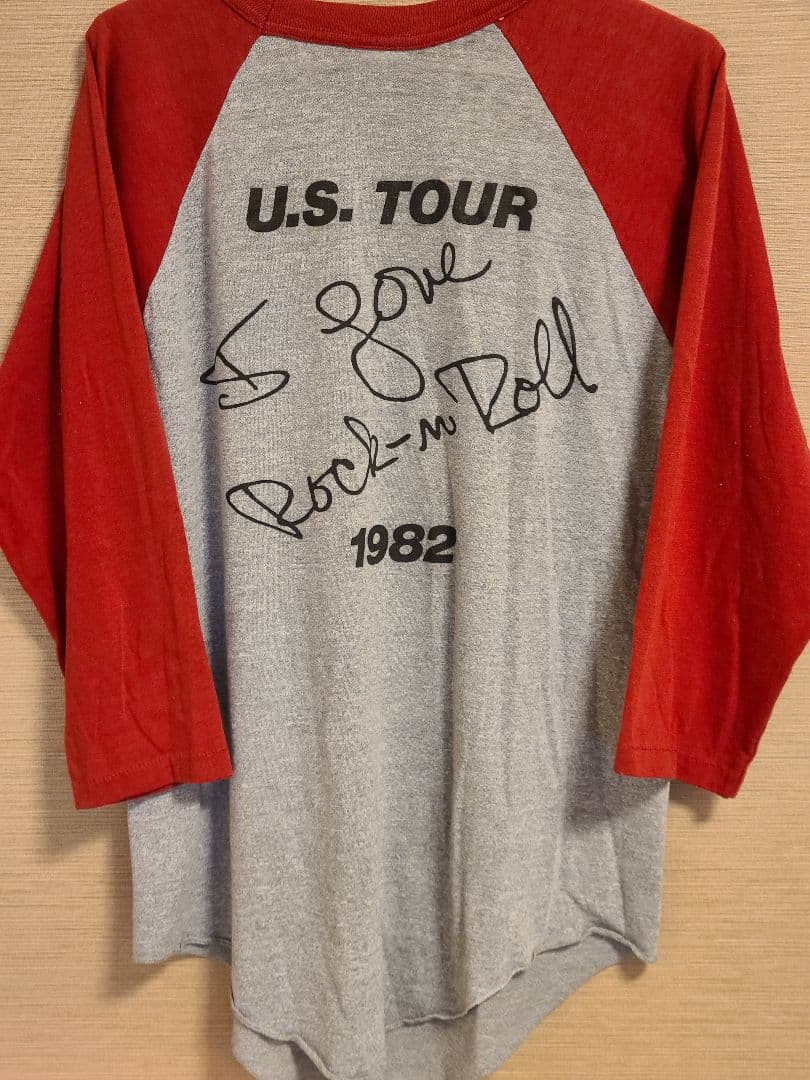 U.S. TOUR
I Love
Rock-n Roll
1982